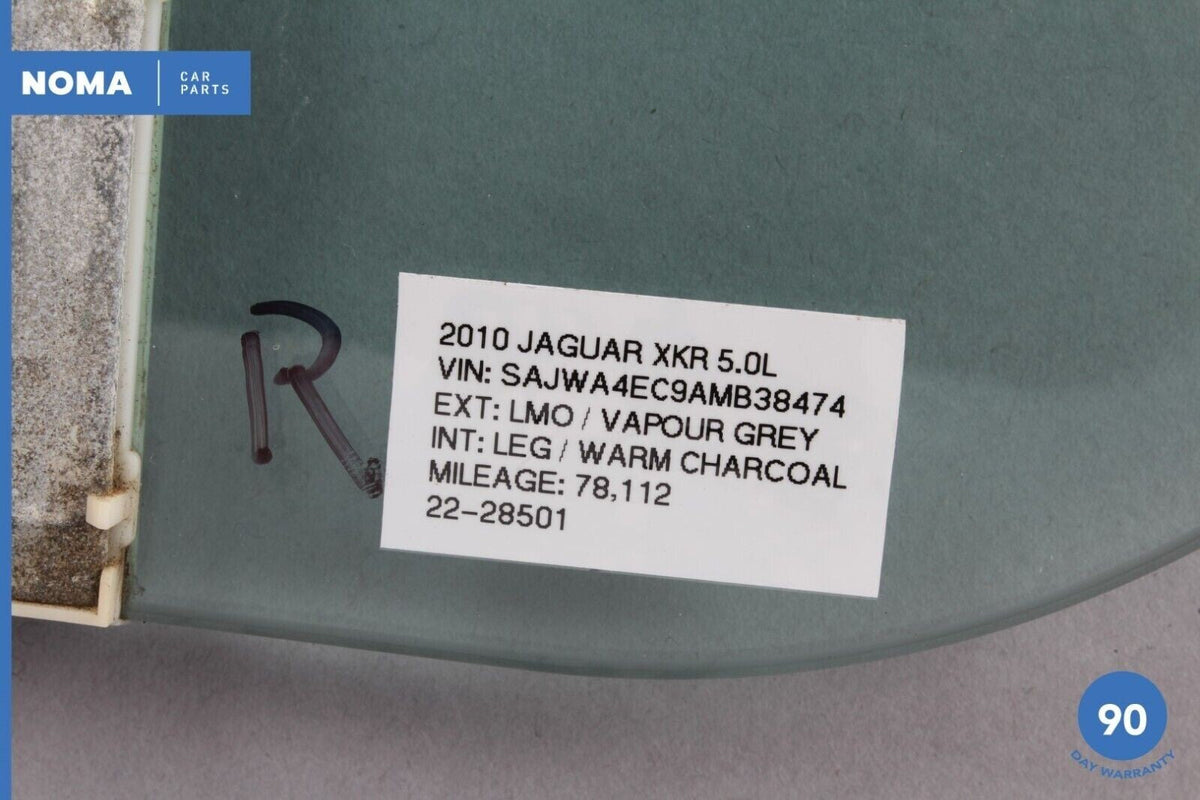 NOMA
CAR
PARTS
R
2010 JAGUAR XKR 5.0L
VIN: SAJWA4EC9AMB38474
EXT: LMO / VAPOUR GREY
INT: LEG / WARM CHARCOAL
MILEAGE: 78,112
22-28501
90
DAY WARRANTY